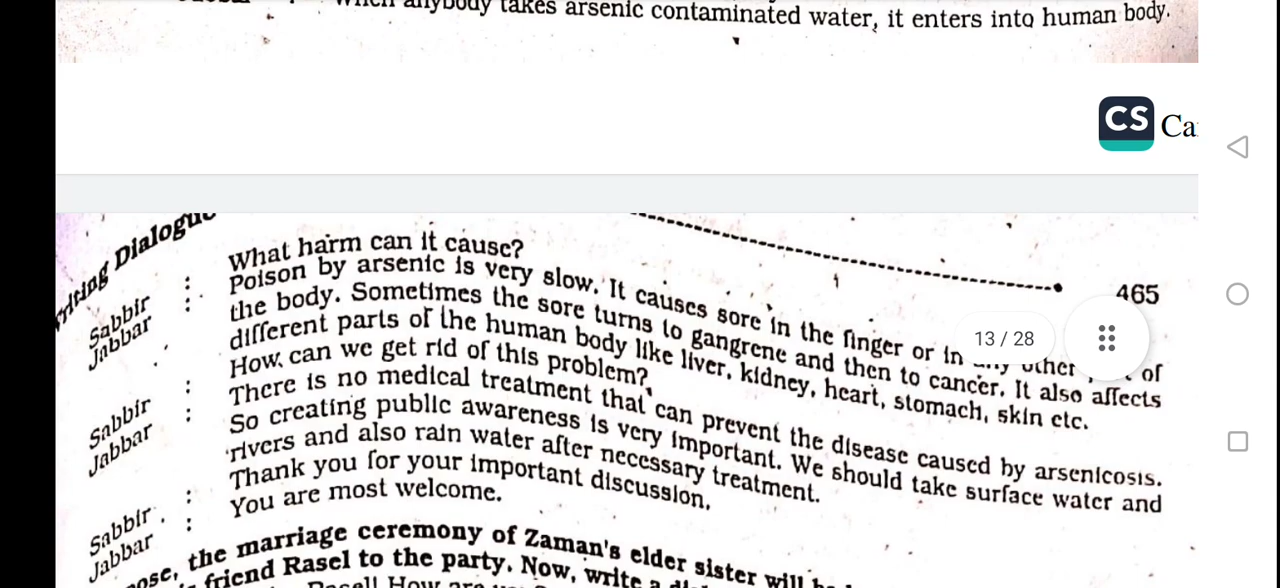 When anybody takes arsenic contaminated water, it enters into human body.
CS Ca
Writing Dialogue
465
Sabbir : What harm can it cause?
Jabbar : Poison by arsenic is very slow. It causes sore in the finger or in any other of
the body. Sometimes the sore turns to gangrene and then to cancer. It also affects
different parts of the human body like liver, kidney, heart, stomach, skin etc.
Sabbir : How can we get rid of this problem?
Jabbar : There is no medical treatment that can prevent the disease caused by arsenicosis.
So creating public awareness is very important. We should take surface water and
rivers and also rain water after necessary treatment.
Sabbir : Thank you for your important discussion.
Jabbar : You are most welcome.
13 / 28
the marriage ceremony of Zaman's elder sister will
friend Rasel to the party. Now, write a
Rasel! How are